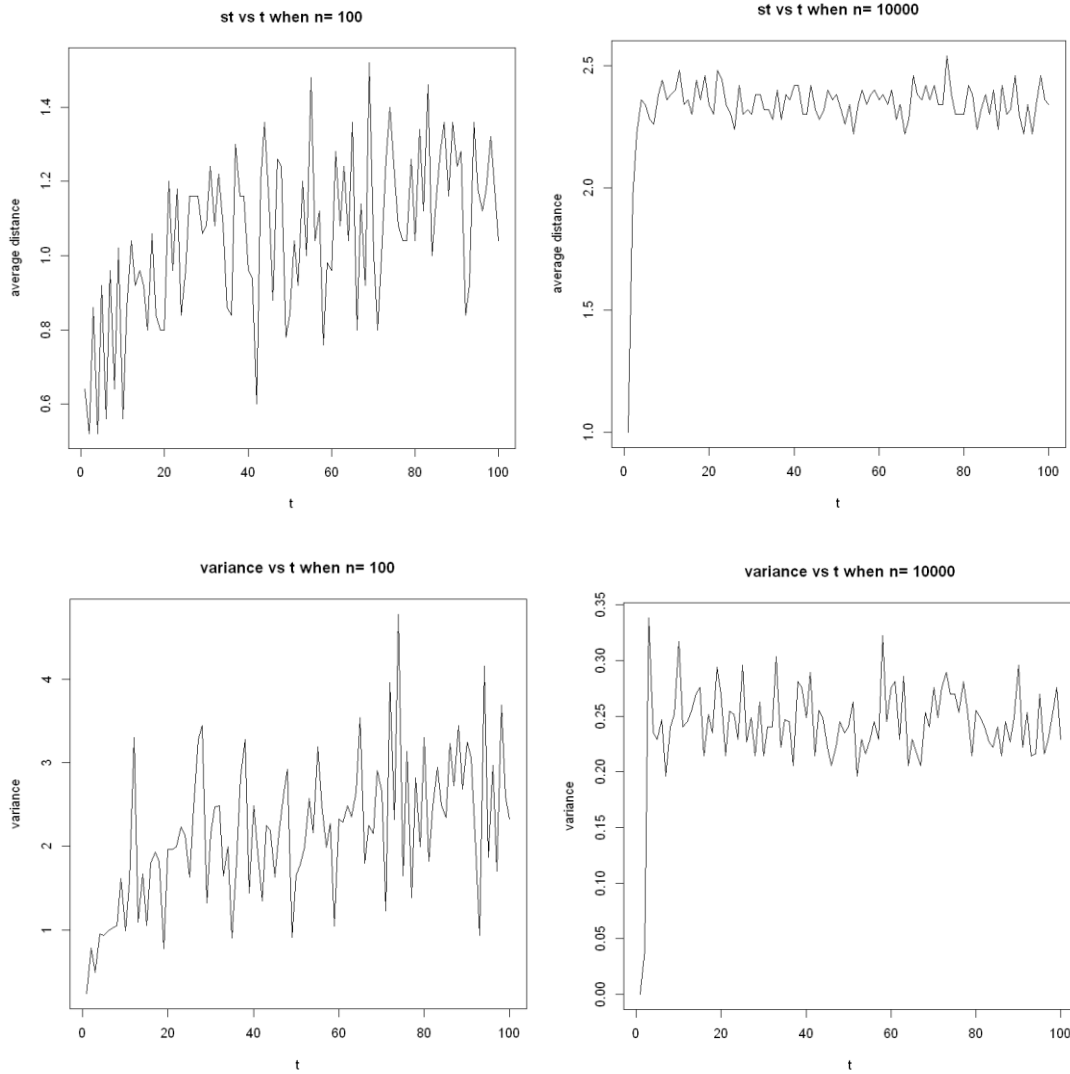 st vs t when n= 100
average distance
0.6 0.8 1.0 1.2 1.4
0 20 40 60 80 100
t
st vs t when n= 10000
average distance
1.0 1.5 2.0 2.5
0 20 40 60 80 100
t
variance vs t when n= 100
variance
1 2 3 4
0 20 40 60 80 100
t
variance vs t when n= 10000
variance
0.00 0.05 0.10 0.15 0.20 0.25 0.30 0.35
0 20 40 60 80 100
t